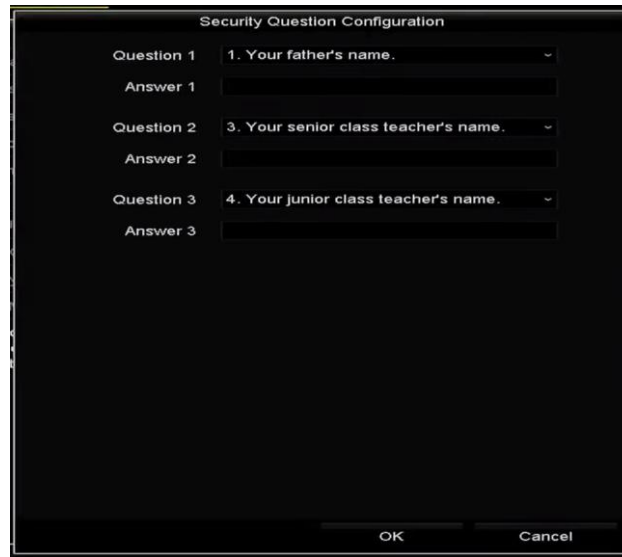 Security Question Configuration
Question 1 1. Your father's name.
Answer 1
Question 2 3. Your senior class teacher's name.
Answer 2
Question 3 4. Your junior class teacher's name.
Answer 3
OK Cancel